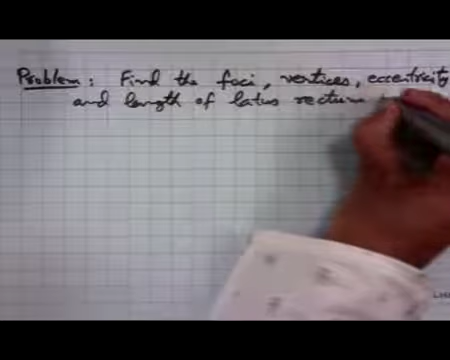 Problem: Find the foci, vertices, eccentricity
and length of latus rectum